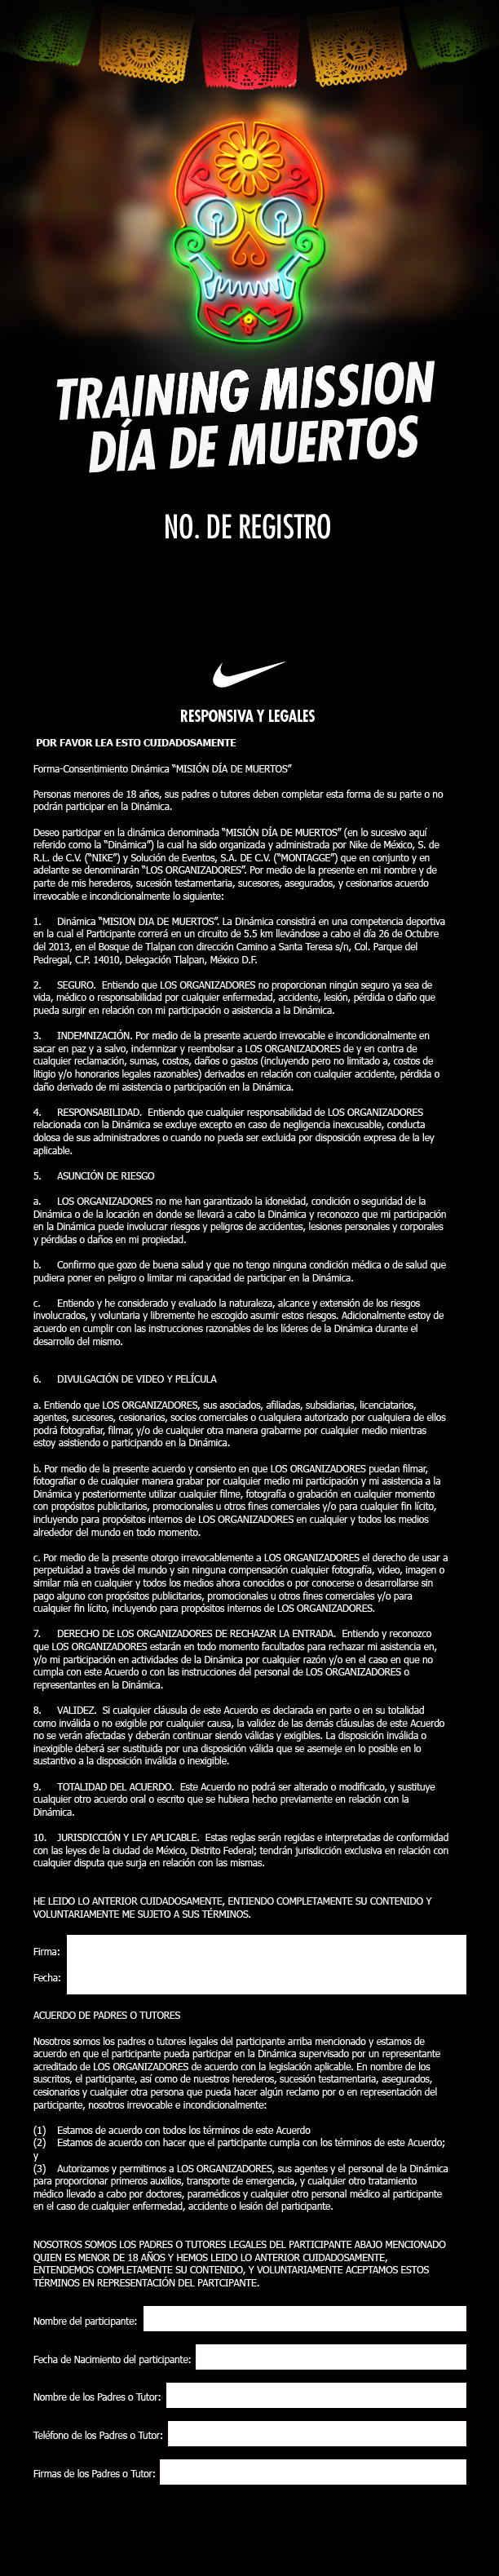 TRAINING MISSION
DÍA DE MUERTOS
NO. DE REGISTRO
RESPONSIVA Y LEGALES
POR FAVOR LEA ESTO CUIDADOSAMENTE
Forma-Consentimiento Dinámica “MISIÓN DÍA DE MUERTOS”
Personas menores de 18 años, sus padres o tutores deben completar esta forma de su parte o no
podrán participar en la Dinámica.
Deseo participar en la dinámica denominada “MISIÓN DÍA DE MUERTOS” (en lo sucesivo aquí
referido como la “Dinámica”) la cual ha sido organizada y administrada por Nike de México, S. de
R.L. de C.V. (“NIKE”) y Solución de Eventos, S.A. DE C.V. (“MONTAGGE”) que en conjunto y en
adelante se denominarán “LOS ORGANIZADORES”. Por medio de la presente en mi nombre y de
parte de mis herederos, sucesión testamentaria, sucesores, asegurados, y cesionarios acuerdo
irrevocable e incondicionalmente lo siguiente:
1. Dinámica “MISION DIA DE MUERTOS”. La Dinámica consistirá en una competencia deportiva
en la cual el Participante correrá en un circuito de 5.5 km llevándose a cabo el día 26 de Octubre
del 2013, en el Bosque de Tlalpan con dirección Camino a Santa Teresa s/n, Col. Parque del
Pedregal, C.P. 14010, Delegación Tlalpan, México D.F.
2. SEGURO. Entiendo que LOS ORGANIZADORES no proporcionan ningún seguro ya sea de
vida, médico o responsabilidad por cualquier enfermedad, accidente, lesión, pérdida o daño que
pueda surgir en relación con mi participación o asistencia a la Dinámica.
3. INDEMNIZACIÓN. Por medio de la presente acuerdo irrevocable e incondicionalmente en
sacar en paz y a salvo, indemnizar y reembolsar a LOS ORGANIZADORES de y en contra de
cualquier reclamación, sumas, costos, daños o gastos (incluyendo pero no limitado a, costos de
litigio y/o honorarios legales razonables) derivados en relación con cualquier accidente, pérdida o
daño derivado de mi asistencia o participación en la Dinámica.
4. RESPONSABILIDAD. Entiendo que cualquier responsabilidad de LOS ORGANIZADORES
relacionada con la Dinámica se excluye excepto en caso de negligencia inexcusable, conducta
dolosa de sus administradores o cuando no pueda ser excluida por disposición expresa de la ley
aplicable.
5. ASUNCIÓN DE RIESGO
a. LOS ORGANIZADORES no me han garantizado la idoneidad, condición o seguridad de la
Dinámica o de la locación en donde se llevará a cabo la Dinámica y reconozco que mi participación
en la Dinámica puede involucrar riesgos y peligros de accidentes, lesiones personales y corporales
y pérdidas o daños en mi propiedad.
b. Confirmo que gozo de buena salud y que no tengo ninguna condición médica o de salud que
pudiera poner en peligro o limitar mi capacidad de participar en la Dinámica.
c. Entiendo y he considerado y evaluado la naturaleza, alcance y extensión de los riesgos
involucrados, y voluntaria y libremente he escogido asumir estos riesgos. Adicionalmente estoy de
acuerdo en cumplir con las instrucciones razonables de los líderes de la Dinámica durante el
desarrollo del mismo.
6. DIVULGACIÓN DE VIDEO Y PELÍCULA
a. Entiendo que LOS ORGANIZADORES, sus asociados, afiliadas, subsidiarias, licenciatarios,
agentes, sucesores, cesionarios, socios comerciales o cualquiera autorizado por cualquiera de ellos
podrá fotografiar, filmar, y/o de cualquier otra manera grabarme por cualquier medio mientras
estoy asistiendo o participando en la Dinámica.
b. Por medio de la presente acuerdo y consiento en que LOS ORGANIZADORES puedan filmar,
fotografiar o de cualquier manera grabar por cualquier medio mi participación y mi asistencia a la
Dinámica y posteriormente utilizar cualquier filme, fotografía o grabación en cualquier momento
con propósitos publicitarios, promocionales u otros fines comerciales y/o para cualquier fin lícito,
incluyendo para propósitos internos de LOS ORGANIZADORES en cualquier y todos los medios
alrededor del mundo en todo momento.
c. Por medio de la presente otorgo irrevocablemente a LOS ORGANIZADORES el derecho de usar a
perpetuidad a través del mundo y sin ninguna compensación cualquier fotografía, video, imagen o
similar mía en cualquier y todos los medios ahora conocidos o por conocerse o desarrollarse sin
pago alguno con propósitos publicitarios, promocionales u otros fines comerciales y/o para
cualquier fin lícito, incluyendo para propósitos internos de LOS ORGANIZADORES.
7. DERECHO DE LOS ORGANIZADORES DE RECHAZAR LA ENTRADA. Entiendo y reconozco
que LOS ORGANIZADORES estarán en todo momento facultados para rechazar mi asistencia en,
y/o mi participación en actividades de la Dinámica por cualquier razón y/o en el caso en que no
cumpla con este Acuerdo o con las instrucciones del personal de LOS ORGANIZADORES o
representantes en la Dinámica.
8. VALIDEZ. Si cualquier cláusula de este Acuerdo es declarada en parte o en su totalidad
como inválida o no exigible por cualquier causa, la validez de las demás cláusulas de este Acuerdo
no se verán afectadas y deberán continuar siendo válidas y exigibles. La disposición inválida o
inexigible deberá ser sustituida por una disposición válida que se asemeje en lo posible en lo
sustantivo a la disposición inválida o inexigible.
9. TOTALIDAD DEL ACUERDO. Este Acuerdo no podrá ser alterado o modificado, y sustituye
cualquier otro acuerdo oral o escrito que se hubiera hecho previamente en relación con la
Dinámica.
10. JURISDICCIÓN Y LEY APLICABLE. Estas reglas serán regidas e interpretadas de conformidad
con las leyes de la ciudad de México, Distrito Federal; tendrán jurisdicción exclusiva en relación con
cualquier disputa que surja en relación con las mismas.
HE LEIDO LO ANTERIOR CUIDADOSAMENTE, ENTIENDO COMPLETAMENTE SU CONTENIDO Y
VOLUNTARIAMENTE ME SUJETO A SUS TÉRMINOS.
Firma:
Fecha:
ACUERDO DE PADRES O TUTORES
Nosotros somos los padres o tutores legales del participante arriba mencionado y estamos de
acuerdo en que el participante pueda participar en la Dinámica supervisado por un representante
acreditado de LOS ORGANIZADORES de acuerdo con la legislación aplicable. En nombre de los
suscritos, el participante, así como de nuestros herederos, sucesión testamentaria, asegurados,
cesionarios y cualquier otra persona que pueda hacer algún reclamo por o en representación del
participante, nosotros irrevocable e incondicionalmente:
(1) Estamos de acuerdo con todos los términos de este Acuerdo
(2) Estamos de acuerdo con hacer que el participante cumpla con los términos de este Acuerdo;
y
(3) Autorizamos y permitimos a LOS ORGANIZADORES, sus agentes y el personal de la Dinámica
para proporcionar primeros auxilios, transporte de emergencia, y cualquier otro tratamiento
médico llevado a cabo por doctores, paramédicos y cualquier otro personal médico al participante
en el caso de cualquier enfermedad, accidente o lesión del participante.
NOSOTROS SOMOS LOS PADRES O TUTORES LEGALES DEL PARTICIPANTE ABAJO MENCIONADO
QUIEN ES MENOR DE 18 AÑOS Y HEMOS LEIDO LO ANTERIOR CUIDADOSAMENTE,
ENTENDEMOS COMPLETAMENTE SU CONTENIDO, Y VOLUNTARIAMENTE ACEPTAMOS ESTOS
TÉRMINOS EN REPRESENTACIÓN DEL PARTCIPANTE.
Nombre del participante:
Fecha de Nacimiento del participante:
Nombre de los Padres o Tutor:
Teléfono de los Padres o Tutor:
Firmas de los Padres o Tutor: